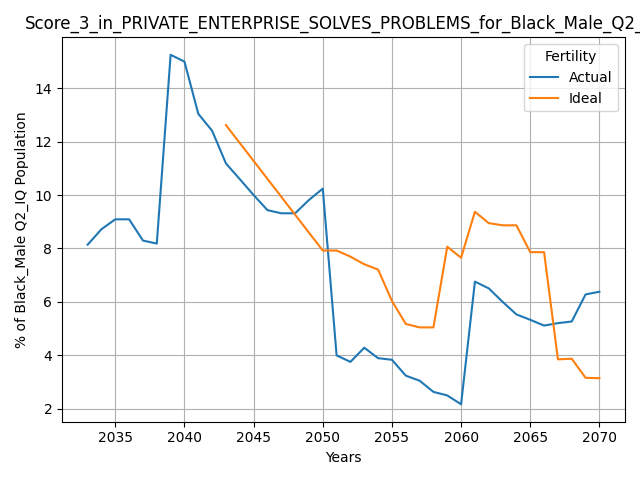 Score_3_in_PRIVATE_ENTERPRISE_SOLVES_PROBLEMS_for_Black_Male_Q2_
Fertility
Actual
Ideal
% of Black_Male Q2_IQ Population
14
12
10
8
6
4
2
2035 2040 2045 2050 2055 2060 2065 2070
Years